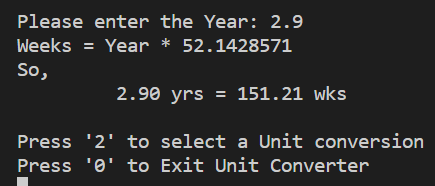 Please enter the Year: 2.9
Weeks = Year * 52.1428571
So,
2.90 yrs = 151.21 wks
Press '2' to select a Unit conversion
Press '0' to Exit Unit Converter